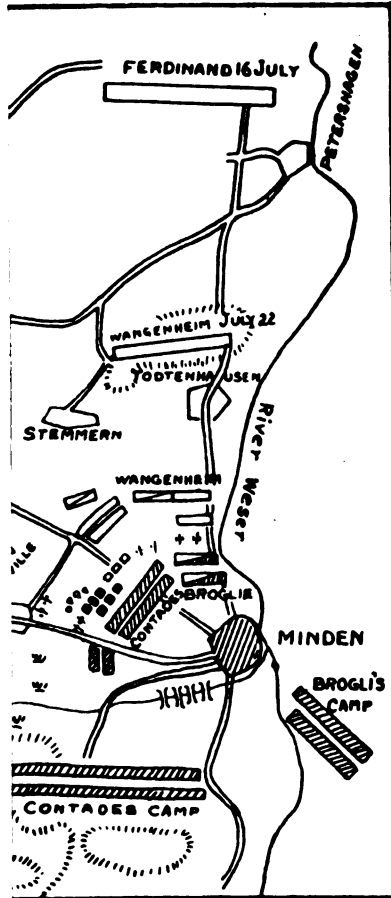 FERDINAND 16 JULY
PETERSHAGEN
WANGENHEIM JULY 22
TODTENHAUSEN
STEMMERN
River Weser
WANGENHEIM
VILLE
BROGLIE
CONTADES
MINDEN
BROGLI'S
CAMP
CONTADES CAMP